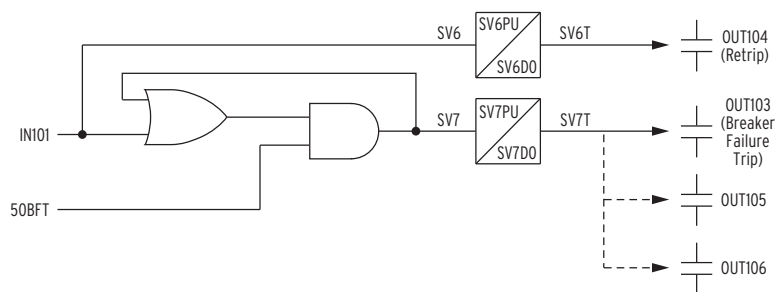 SV6
SV6PU
SV6DO
SV6T
OUT104
(Retrip)
IN101
SV7
SV7PU
SV7DO
SV7T
OUT103
(Breaker
Failure
Trip)
50BFT
OUT105
OUT106